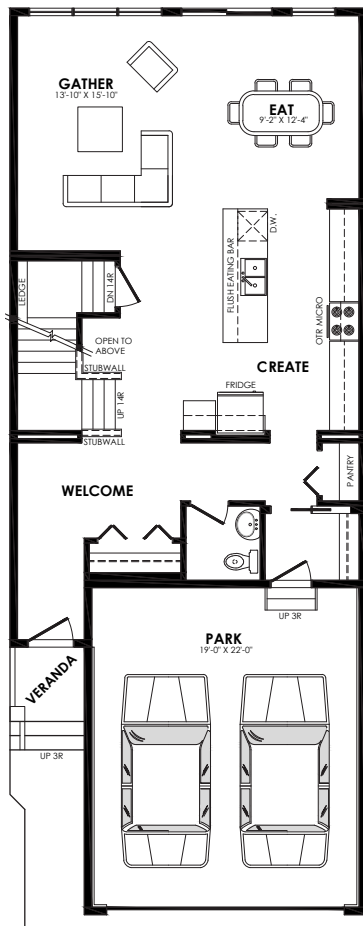 GATHER
13'-10" X 15'-10"
EAT
9'-2" X 12'-4"
D.W.
FLUSH EATING BAR
LEDGE
DN 14R
OTR MICRO
OPEN TO
ABOVE
STUBWALL
CREATE
FRIDGE
UP 14R
STUBWALL
PANTRY
WELCOME
UP 3R
PARK
19'-0" X 22'-0"
VERANDA
UP 3R